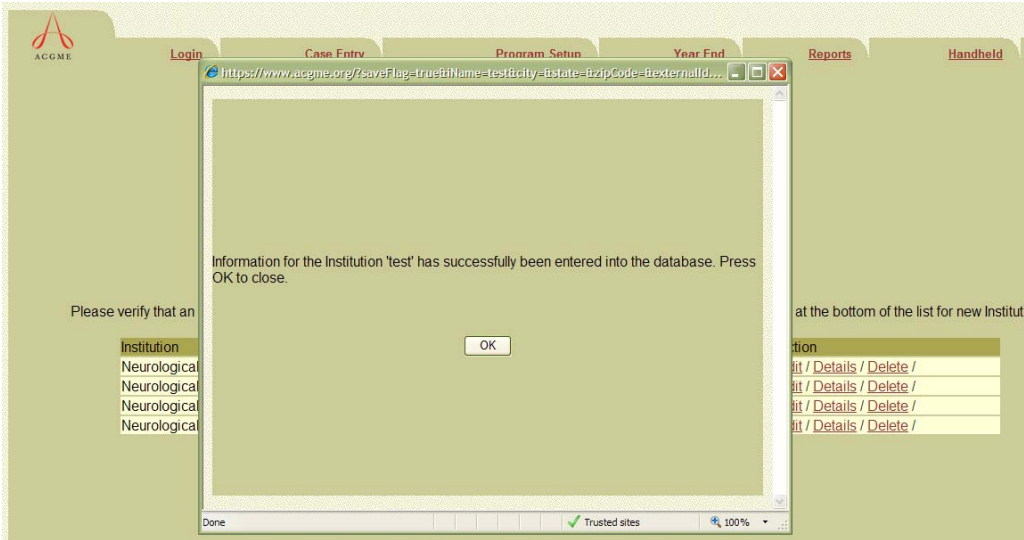 ACGME
Login Case Entry Program Setup Year End Reports Handheld
https://www.acgme.org/?saveFlag=true&iName=test&city=&state=&zipCode=&externalId...
Information for the Institution 'test' has successfully been entered into the database. Press
OK to close.
Please verify that an at the bottom of the list for new Institut
OK
Institution tion
Neurological dit / Details / Delete /
Neurological dit / Details / Delete /
Neurological dit / Details / Delete /
Neurological dit / Details / Delete /
Done Trusted sites 100%